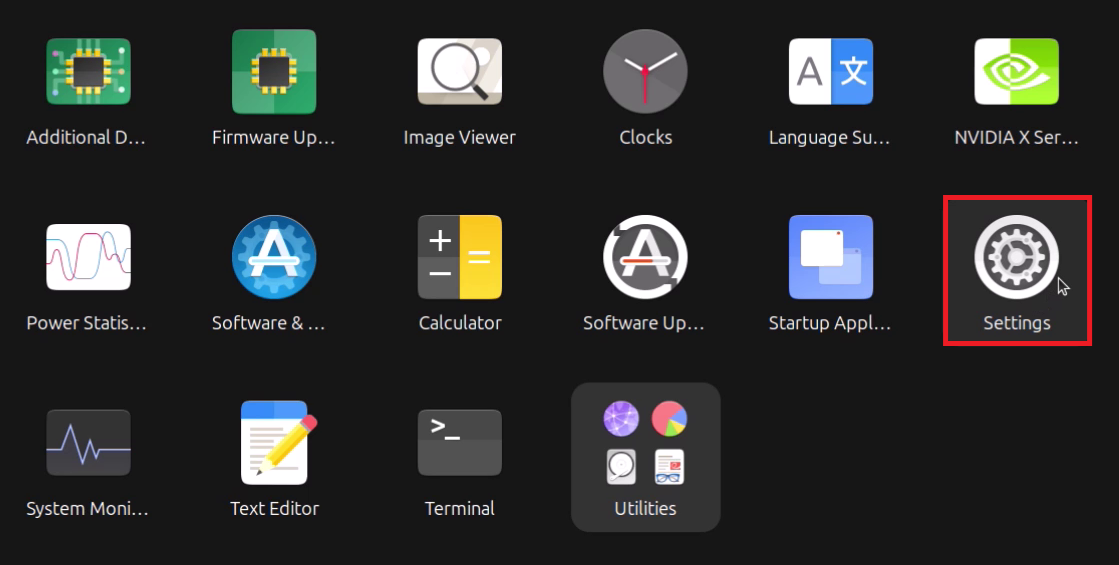 Additional D...
Firmware Up...
Image Viewer
Clocks
Language Su...
NVIDIA X Ser...
Power Statis...
Software & ...
Calculator
Software Up...
Startup Appl...
Settings
System Moni...
Text Editor
Terminal
Utilities